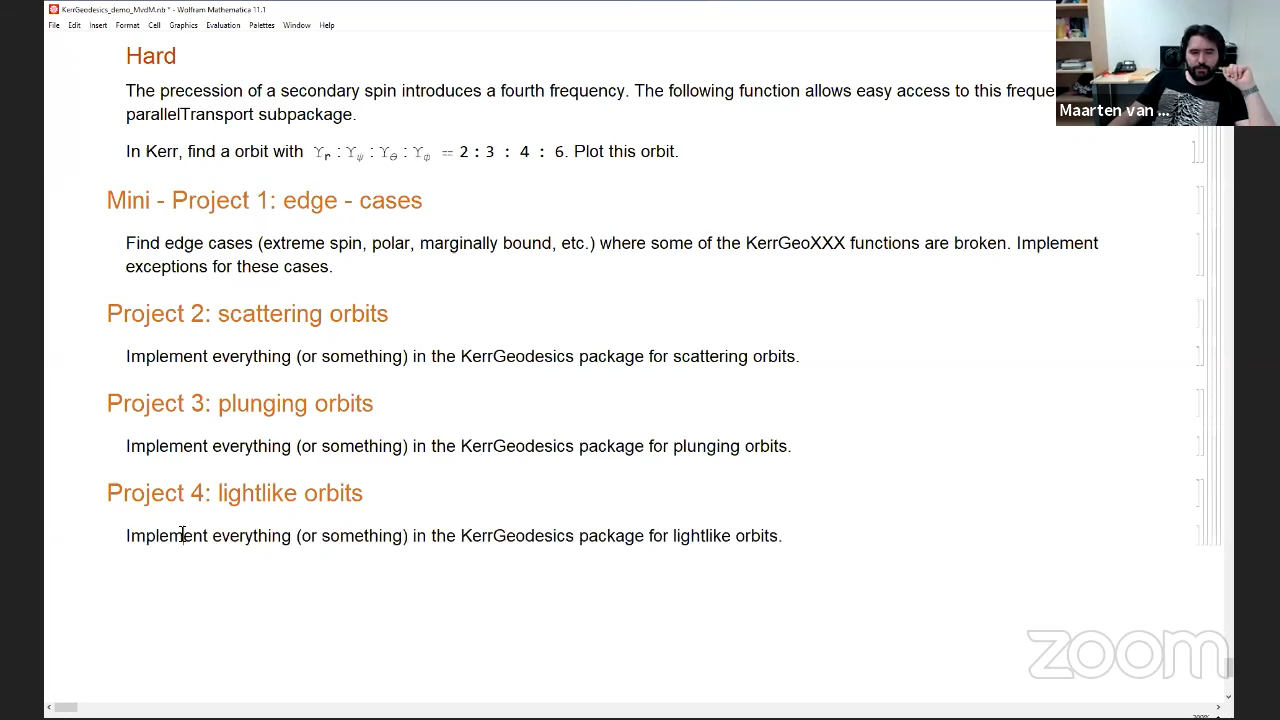 KerrGeodesics_demo_MvdM.nb * - Wolfram Mathematica 11.1
File Edit Insert Format Cell Graphics Evaluation Palettes Window Help
Hard
The precession of a secondary spin introduces a fourth frequency. The following function allows easy access to this freque
parallelTransport subpackage.
In Kerr, find a orbit with ϒr : ϒψ : ϒθ : ϒϕ == 2 : 3 : 4 : 6. Plot this orbit.
Mini - Project 1: edge - cases
Find edge cases (extreme spin, polar, marginally bound, etc.) where some of the KerrGeoXXX functions are broken. Implement
exceptions for these cases.
Project 2: scattering orbits
Implement everything (or something) in the KerrGeodesics package for scattering orbits.
Project 3: plunging orbits
Implement everything (or something) in the KerrGeodesics package for plunging orbits.
Project 4: lightlike orbits
Implement everything (or something) in the KerrGeodesics package for lightlike orbits.
Maarten van ...
zoom